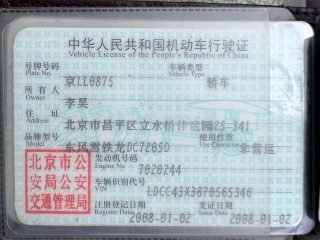 中华人民共和国机动车行驶证
Vehicle License of the People's Republic of China
号牌号码 京LL0875 车辆类型 轿车
Plate No. Vehicle Type
所有人 李昊
Owner
住址 北京市昌平区立水桥佳运园25-341
Address
品牌型号 东风雪铁龙DC7205D 使用性质 非营运
发动机号码 7020244
Engine No.
车辆识别代号 LDCC43X3870565346
VIN
注册登记日期 2008-01-02 发证日期 2008-01-02
Register Date Issue Date
北京市公
安局公安
交通管理局